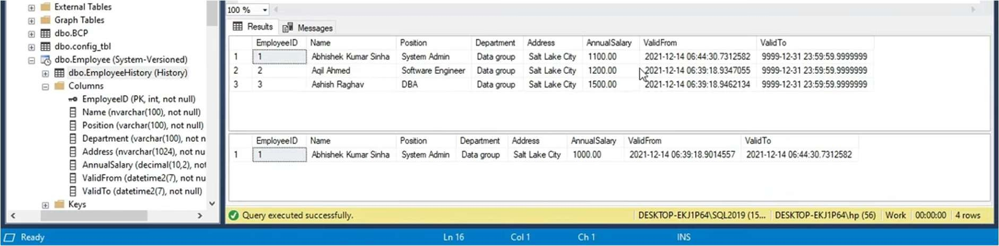 External Tables
Graph Tables
dbo.BCP
dbo.config_tbl
dbo.Employee (System-Versioned)
dbo.EmployeeHistory (History)
Columns
EmployeeID (PK, int, not null)
Name (nvarchar(100), not null)
Position (varchar(100), not null)
Department (varchar(100), not n
Address (nvarchar(1024), not nu
AnnualSalary (decimal(10,2), not
ValidFrom (datetime2(7), not nu
ValidTo (datetime2(7), not null)
Keys
100 %
Results Messages
EmployeeID Name Position Department Address AnnualSalary ValidFrom ValidTo
1 1 Abhishek Kumar Sinha System Admin Data group Salt Lake City 1100.00 2021-12-14 06:44:30.7312582 9999-12-31 23:59:59.9999999
2 2 Aqil Ahmed Software Engineer Data group Salt Lake City 1200.00 2021-12-14 06:39:18.9347055 9999-12-31 23:59:59.9999999
3 3 Ashish Raghav DBA Data group Salt Lake City 1500.00 2021-12-14 06:39:18.9462134 9999-12-31 23:59:59.9999999
EmployeeID Name Position Department Address AnnualSalary ValidFrom ValidTo
1 1 Abhishek Kumar Sinha System Admin Data group Salt Lake City 1000.00 2021-12-14 06:39:18.9014557 2021-12-14 06:44:30.7312582
Query executed successfully. DESKTOP-EKJ1P64\SQL2019 (15... DESKTOP-EKJ1P64\hp (56) Work 00:00:00 4 rows
Ready Ln 16 Col 1 Ch 1 INS